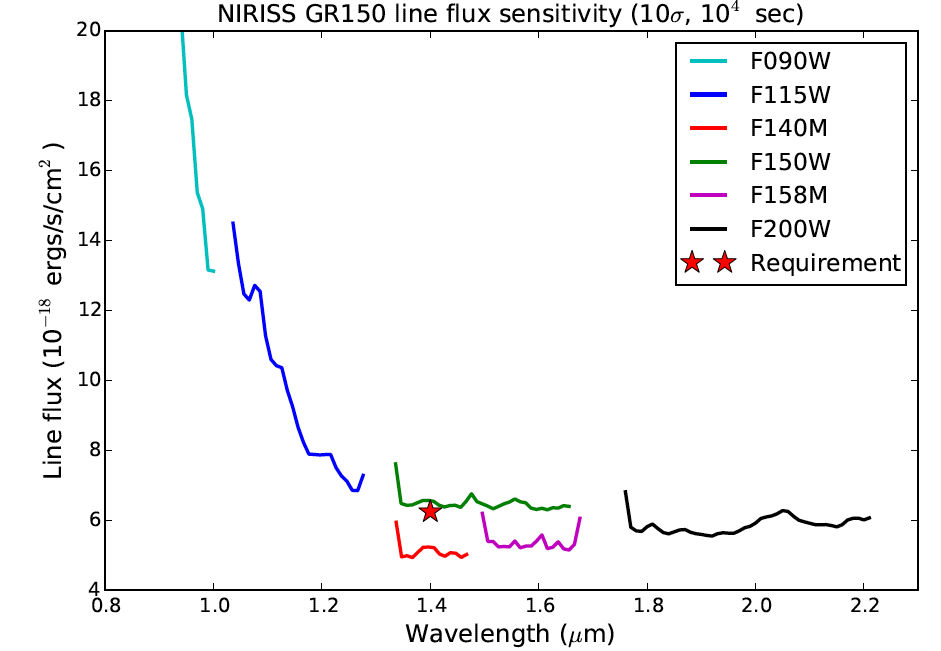 NIRISS GR150 line flux sensitivity (10σ, 10⁴ sec)
F090W
F115W
F140M
F150W
F158M
F200W
Requirement
Line flux (10⁻¹⁸ ergs/s/cm²)
20
18
16
14
12
10
8
6
4
0.8 1.0 1.2 1.4 1.6 1.8 2.0 2.2
Wavelength (μm)